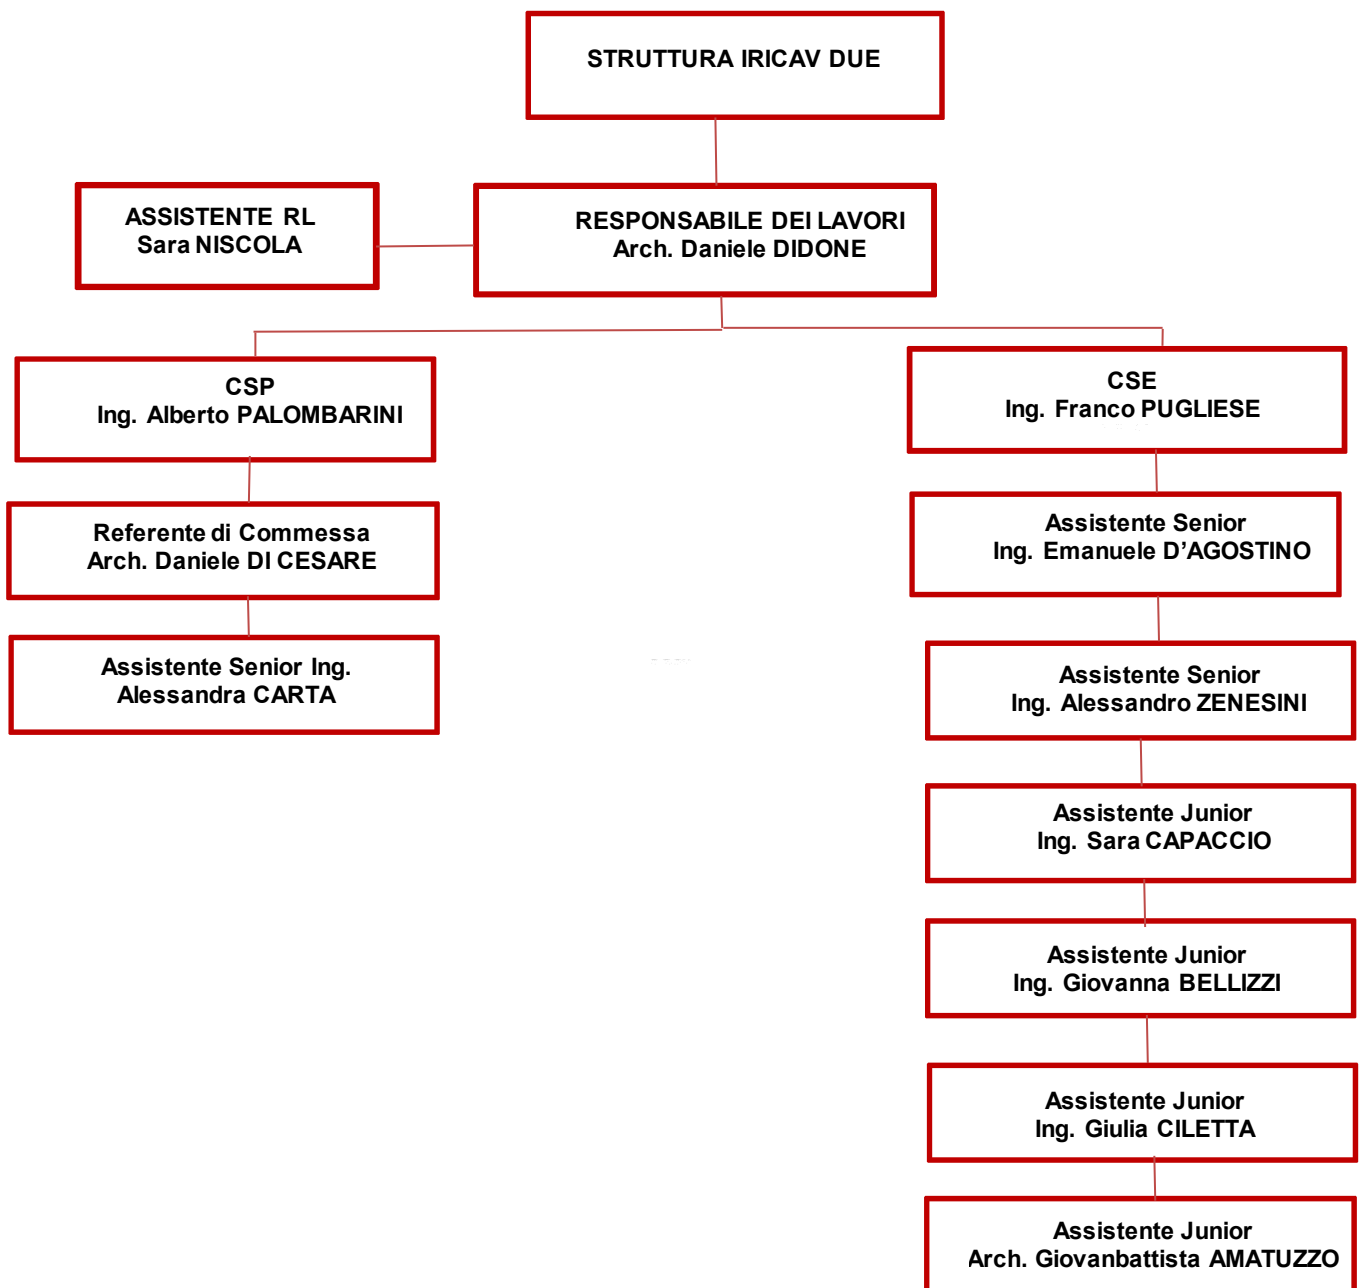 STRUTTURA IRICAV DUE
ASSISTENTE RL
Sara NISCOLA
RESPONSABILE DEI LAVORI
Arch. Daniele DIDONE
CSP
Ing. Alberto PALOMBARINI
Referente di Commessa
Arch. Daniele DI CESARE
Assistente Senior Ing.
Alessandra CARTA
CSE
Ing. Franco PUGLIESE
Assistente Senior
Ing. Emanuele D’AGOSTINO
Assistente Senior
Ing. Alessandro ZENESINI
Assistente Junior
Ing. Sara CAPACCIO
Assistente Junior
Ing. Giovanna BELLIZZI
Assistente Junior
Ing. Giulia CILETTA
Assistente Junior
Arch. Giovanbattista AMATUZZO